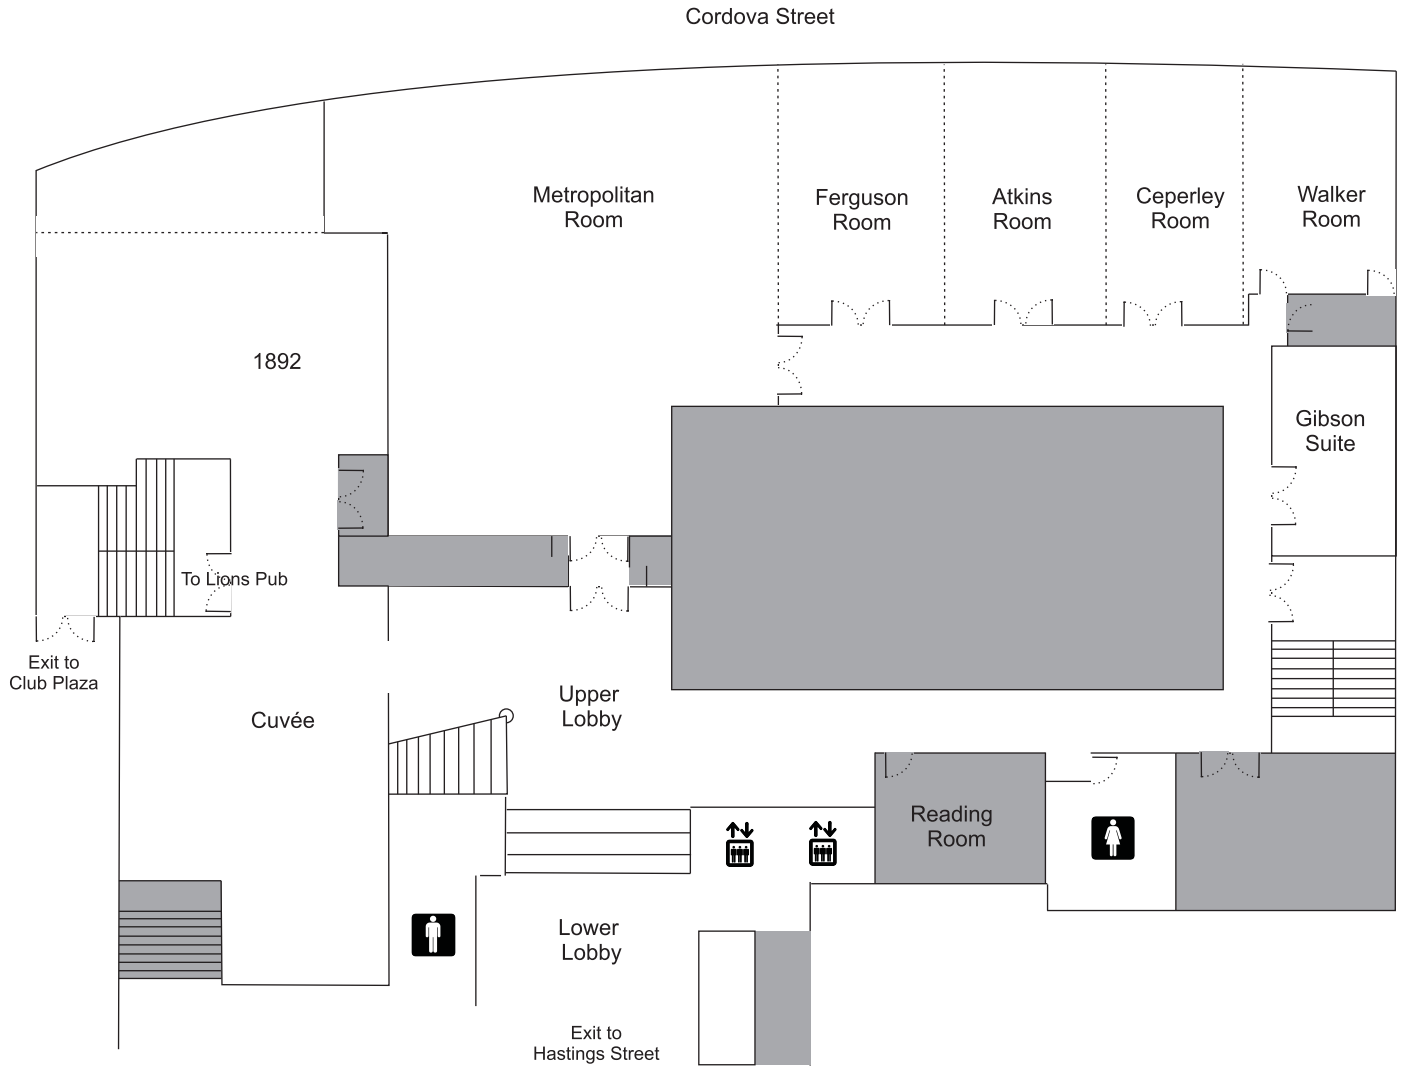 Cordova Street
Metropolitan
Room
Ferguson
Room
Atkins
Room
Ceperley
Room
Walker
Room
1892
Gibson
Suite
To Lions Pub
Exit to
Club Plaza
Cuvée
Upper
Lobby
Reading
Room
Lower
Lobby
Exit to
Hastings Street